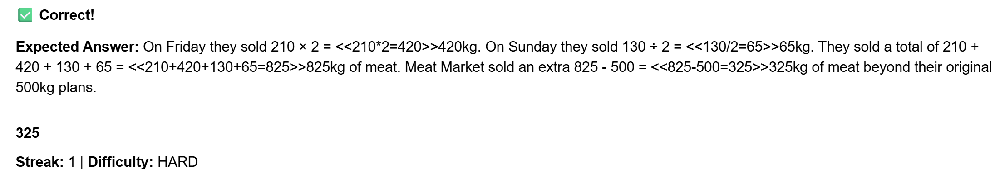 ✅ Correct!
Expected Answer: On Friday they sold 210 × 2 = <<210*2=420>>420kg. On Sunday they sold 130 ÷ 2 = <<130/2=65>>65kg. They sold a total of 210 +
420 + 130 + 65 = <<210+420+130+65=825>>825kg of meat. Meat Market sold an extra 825 - 500 = <<825-500=325>>325kg of meat beyond their original
500kg plans.
325
Streak: 1 | Difficulty: HARD